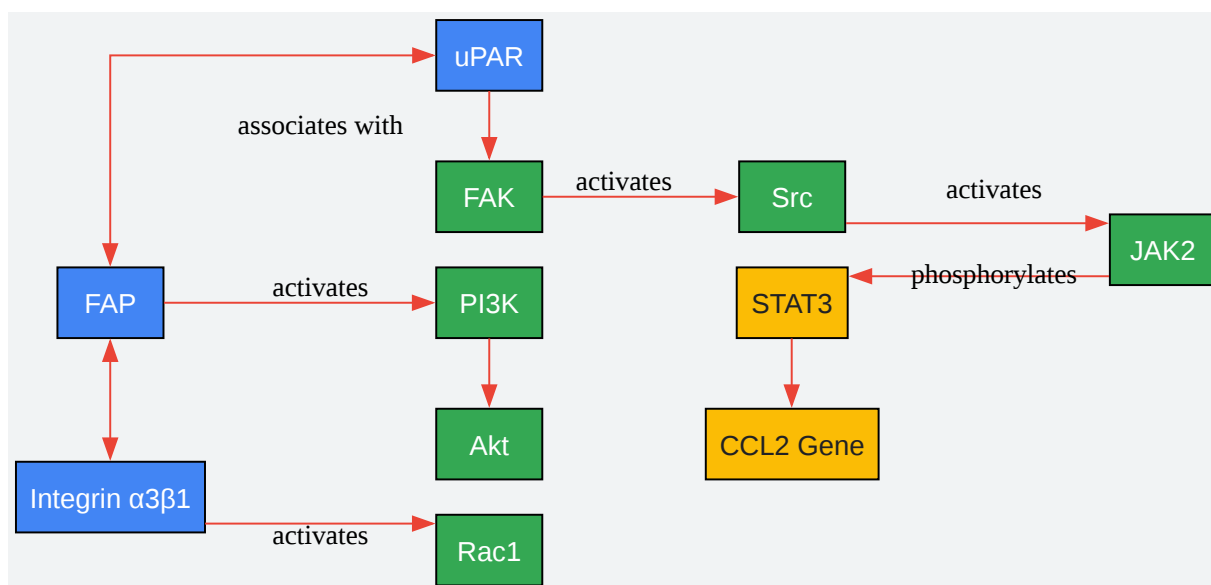 uPAR
associates with
FAK
activates
Src
activates
JAK2
FAP
activates
PI3K
STAT3
phosphorylates
Akt
CCL2 Gene
Integrin α3β1
activates
Rac1